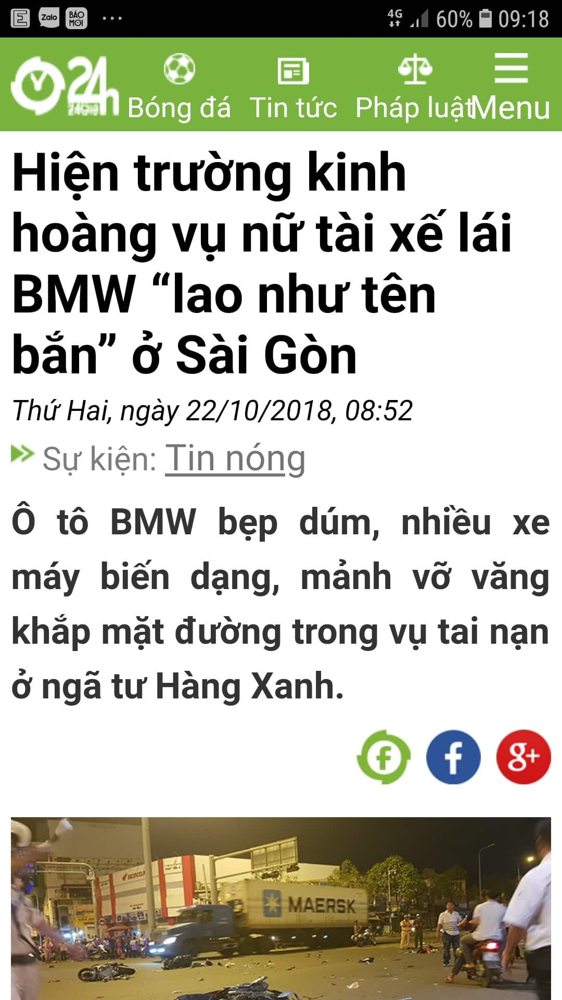 E Zalo BÁO MỚI ... 4G 60% 09:18
24h
Bóng đá Tin tức Pháp luật Menu
Hiện trường kinh
hoàng vụ nữ tài xế lái
BMW “lao như tên
bắn” ở Sài Gòn
Thứ Hai, ngày 22/10/2018, 08:52
Sự kiện: Tin nóng
Ô tô BMW bẹp dúm, nhiều xe
máy biến dạng, mảnh vỡ văng
khắp mặt đường trong vụ tai nạn
ở ngã tư Hàng Xanh.
f f g+
HONDA
MAERSK